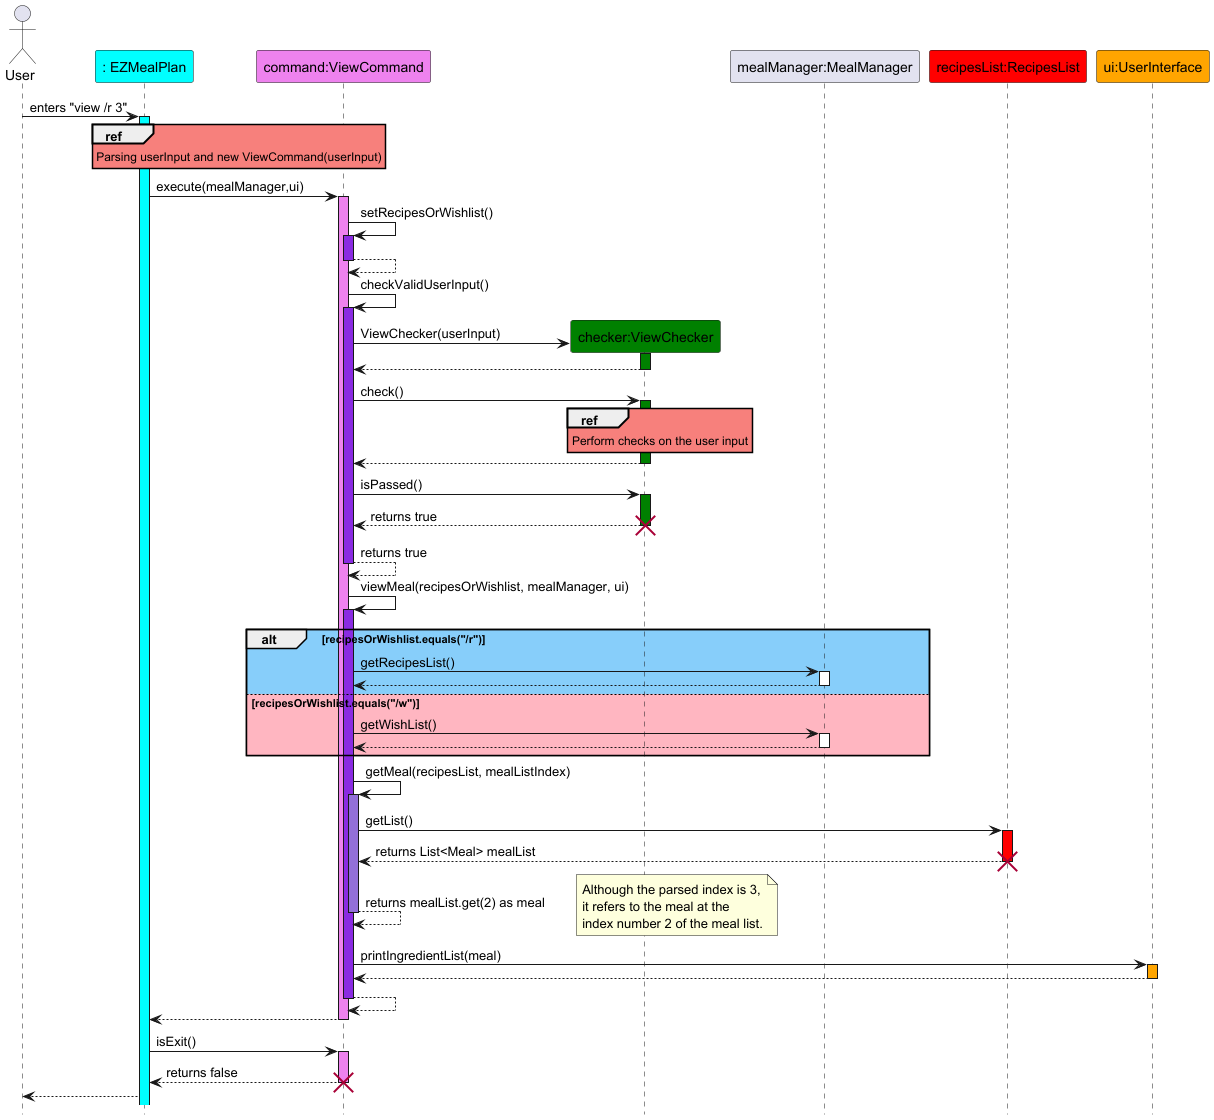 User
: EZMealPlan
command:ViewCommand
mealManager:MealManager
recipesList:RecipesList
ui:UserInterface
enters "view /r 3"
ref
Parsing userInput and new ViewCommand(userInput)
execute(mealManager,ui)
setRecipesOrWishlist()
checkValidUserInput()
ViewChecker(userInput)
checker:ViewChecker
check()
ref
Perform checks on the user input
isPassed()
returns true
returns true
viewMeal(recipesOrWishlist, mealManager, ui)
alt
[recipesOrWishlist.equals("/r")]
getRecipesList()
[recipesOrWishlist.equals("/w")]
getWishList()
getMeal(recipesList, mealListIndex)
getList()
returns List<Meal> mealList
Although the parsed index is 3,
it refers to the meal at the
index number 2 of the meal list.
returns mealList.get(2) as meal
printIngredientList(meal)
isExit()
returns false